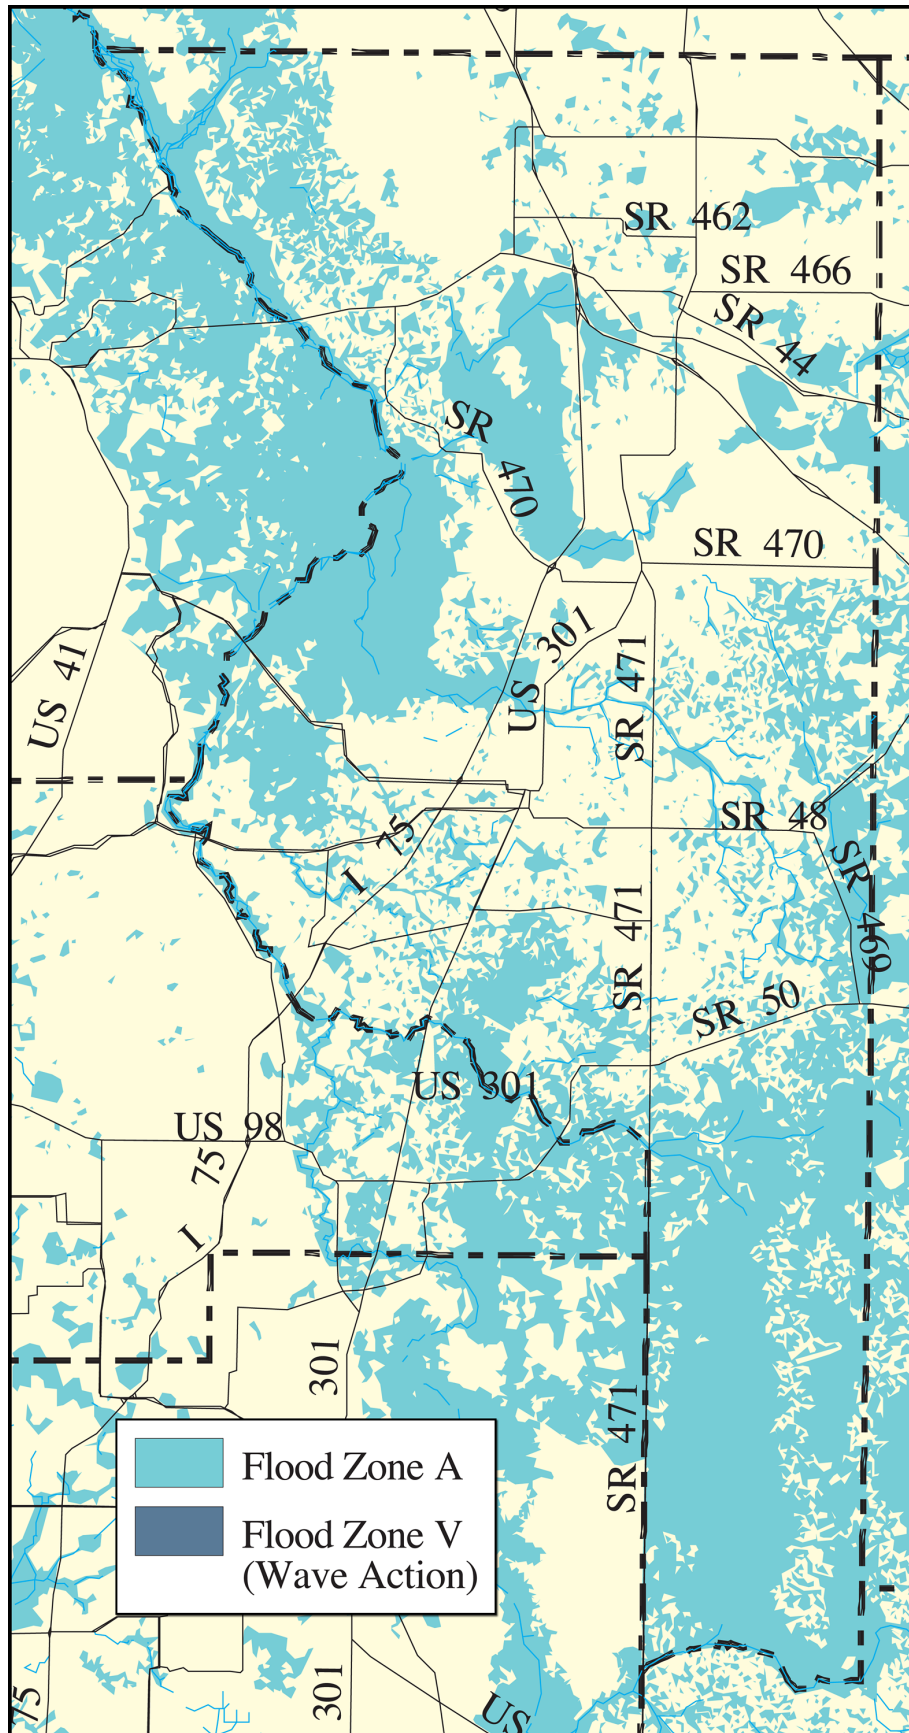 SR 462
SR 466
SR 44
SR 470
SR 470
US 301
SR 471
US 41
SR 48
I 75
SR 469
SR 471
SR 50
US 301
US 98
I 75
301
SR 471
Flood Zone A
Flood Zone V
(Wave Action)
75
301
US